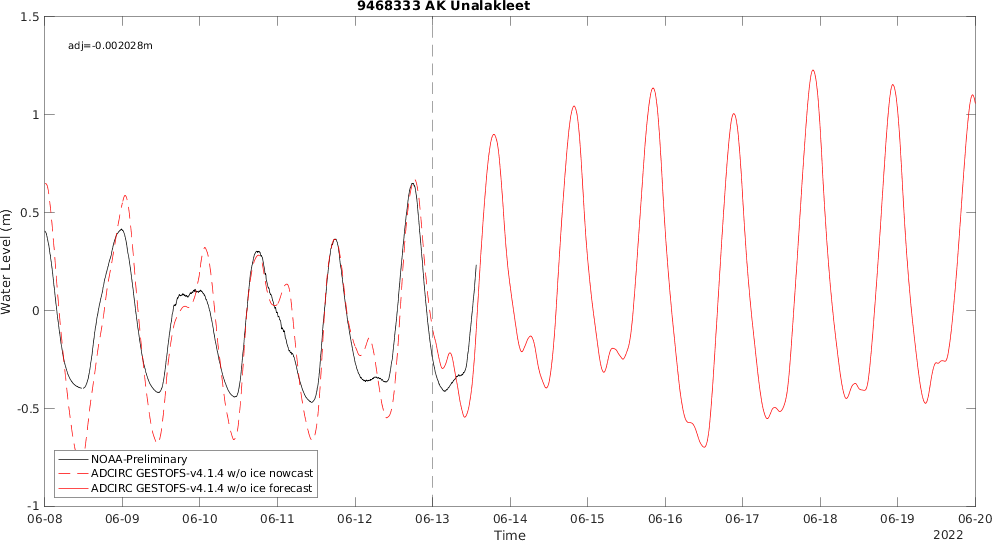 9468333 AK Unalakleet
adj=-0.002028m
Water Level (m)
1.5
1
0.5
0
-0.5
-1
NOAA-Preliminary
ADCIRC GESTOFS-v4.1.4 w/o ice nowcast
ADCIRC GESTOFS-v4.1.4 w/o ice forecast
06-08 06-09 06-10 06-11 06-12 06-13 06-14 06-15 06-16 06-17 06-18 06-19 06-20
Time
2022